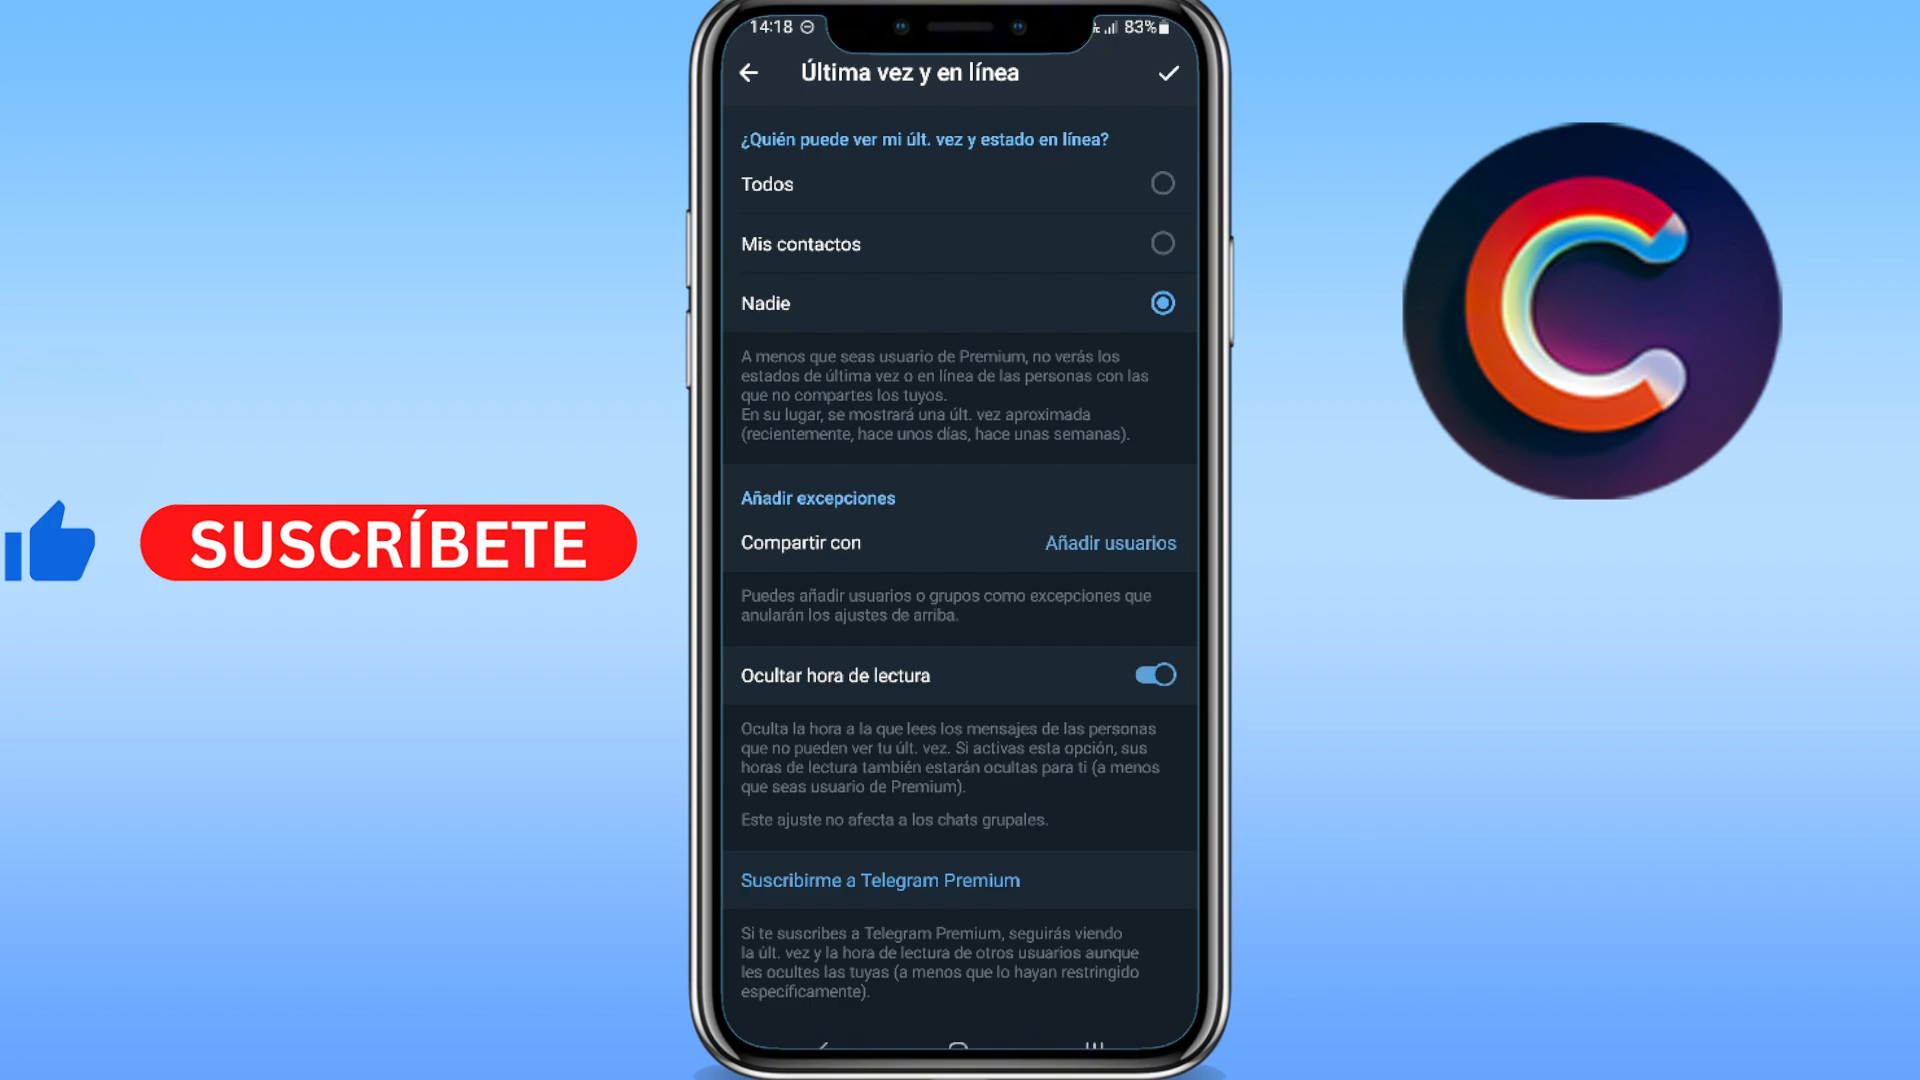 14:18
83%
Última vez y en línea
¿Quién puede ver mi últ. vez y estado en línea?
Todos
Mis contactos
Nadie
A menos que seas usuario de Premium, no verás los
estados de última vez o en línea de las personas con las
que no compartes los tuyos.
En su lugar, se mostrará una últ. vez aproximada
(recientemente, hace unos días, hace unas semanas).
Añadir excepciones
Compartir con
Añadir usuarios
Puedes añadir usuarios o grupos como excepciones que
anularán los ajustes de arriba.
Ocultar hora de lectura
Oculta la hora a la que lees los mensajes de las personas
que no pueden ver tu últ. vez. Si activas esta opción, sus
horas de lectura también estarán ocultas para ti (a menos
que seas usuario de Premium).
Este ajuste no afecta a los chats grupales.
Suscribirme a Telegram Premium
Si te suscribes a Telegram Premium, seguirás viendo
la últ. vez y la hora de lectura de otros usuarios aunque
les ocultes las tuyas (a menos que lo hayan restringido
específicamente).
SUSCRÍBETE
C